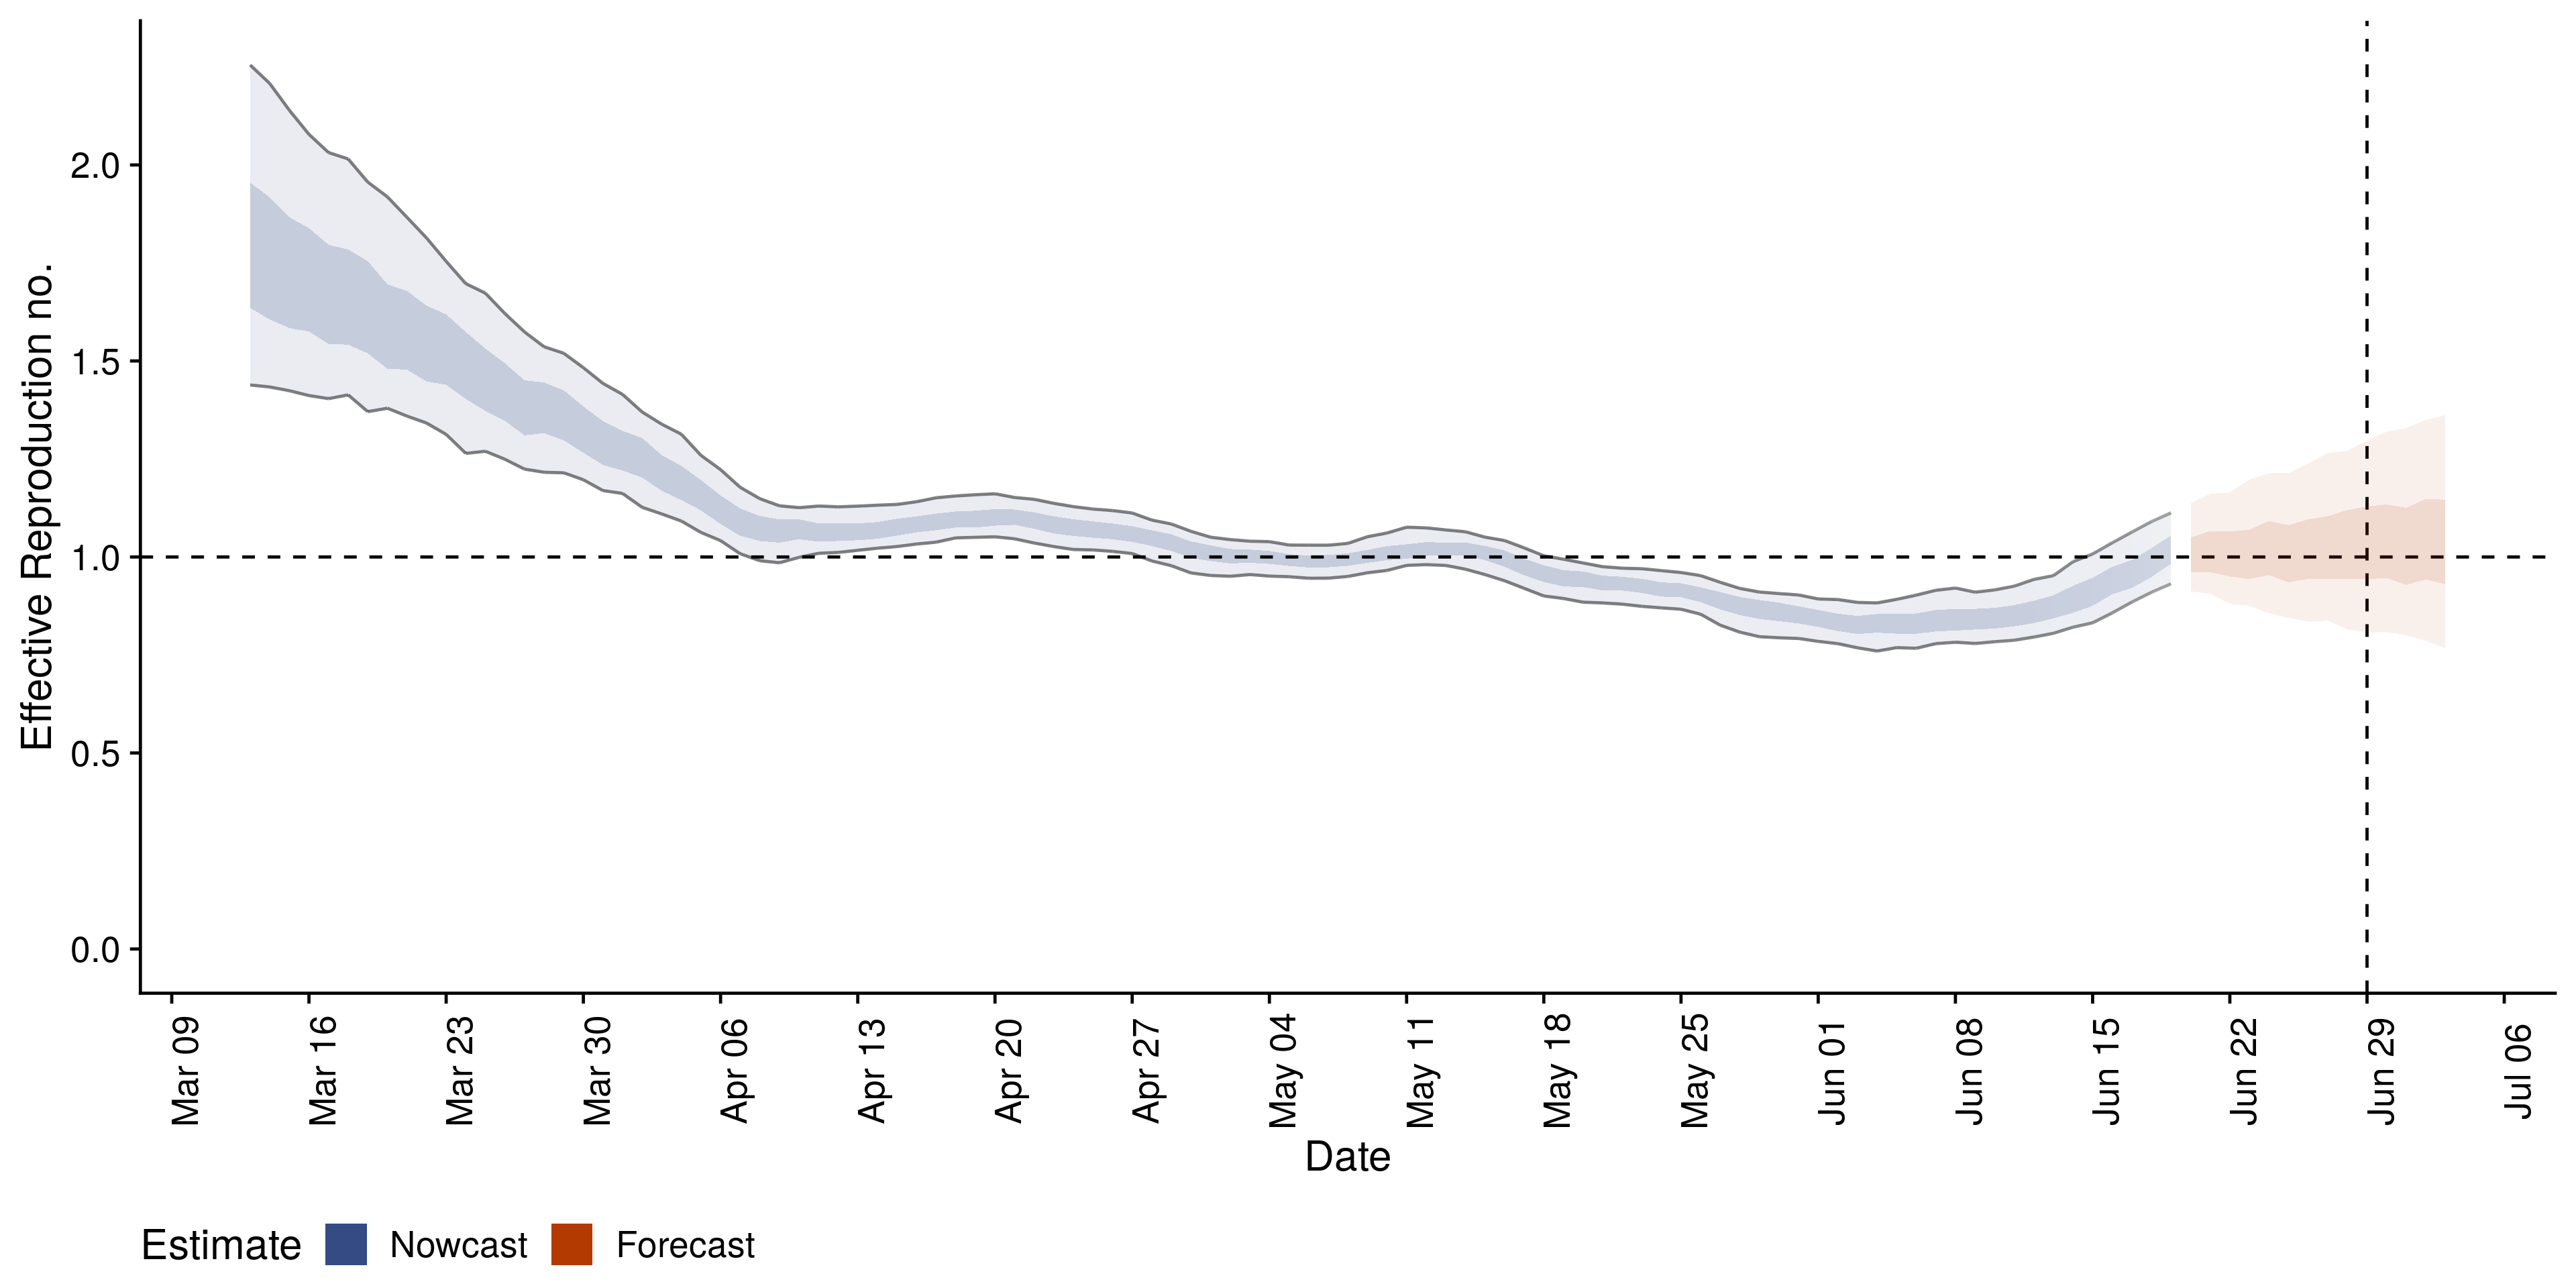 Effective Reproduction no.
2.0
1.5
1.0
0.5
0.0
Mar 09
Mar 16
Mar 23
Mar 30
Apr 06
Apr 13
Apr 20
Apr 27
May 04
May 11
May 18
May 25
Jun 01
Jun 08
Jun 15
Jun 22
Jun 29
Jul 06
Date
Estimate Nowcast Forecast